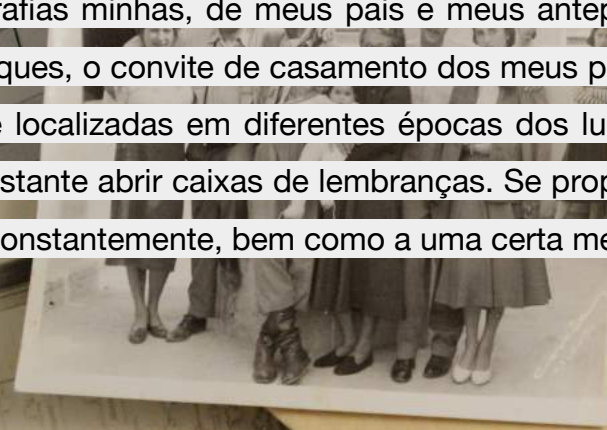 rafias minhas, de meus pais e meus antep
ques, o convite de casamento dos meus p
e localizadas em diferentes épocas dos lu
stante abrir caixas de lembranças. Se prop
onstantemente, bem como a uma certa me